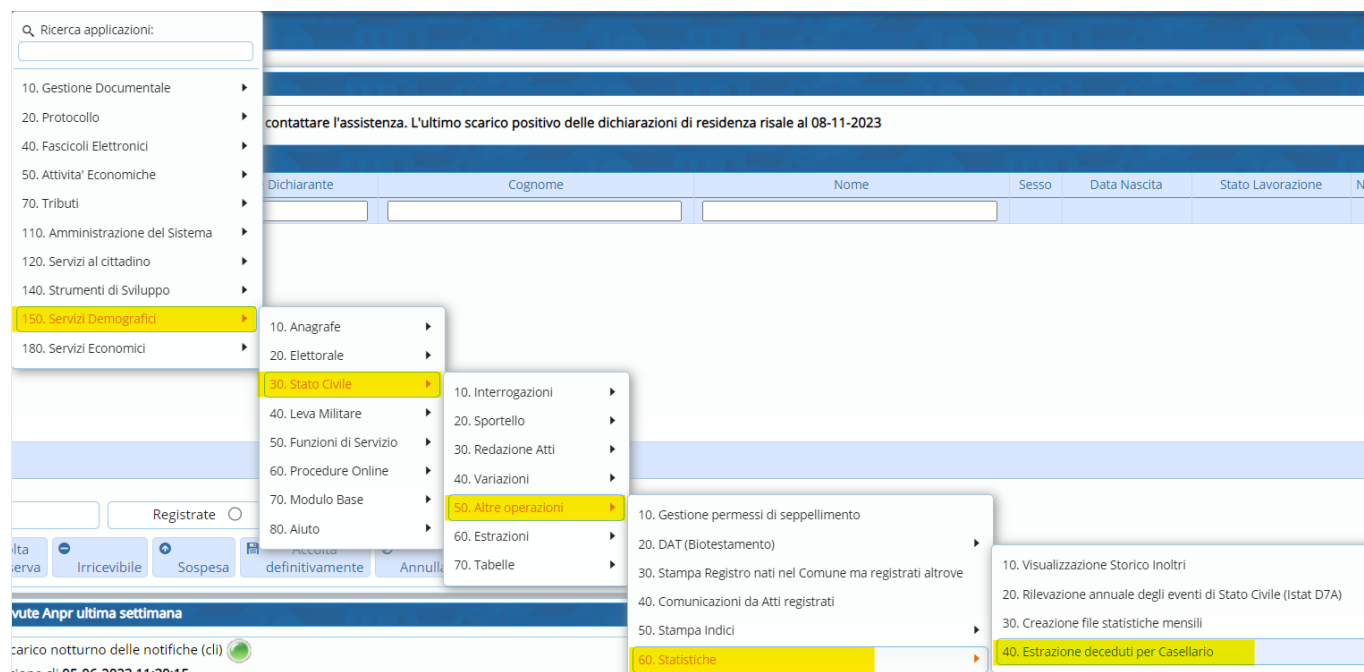 Ricerca applicazioni:
10. Gestione Documentale
20. Protocollo
40. Fascicoli Elettronici
50. Attivita' Economiche
70. Tributi
110. Amministrazione del Sistema
120. Servizi al cittadino
140. Strumenti di Sviluppo
150. Servizi Demografici
180. Servizi Economici
contattare l'assistenza. L'ultimo scarico positivo delle dichiarazioni di residenza risale al 08-11-2023
Dichiarante Cognome Nome Sesso Data Nascita Stato Lavorazione N
10. Anagrafe
20. Elettorale
30. Stato Civile
40. Leva Militare
50. Funzioni di Servizio
60. Procedure Online
70. Modulo Base
80. Aiuto
10. Interrogazioni
20. Sportello
30. Redazione Atti
40. Variazioni
50. Altre operazioni
60. Estrazioni
70. Tabelle
10. Gestione permessi di seppellimento
20. DAT (Biotestamento)
30. Stampa Registro nati nel Comune ma registrati altrove
40. Comunicazioni da Atti registrati
50. Stampa Indici
60. Statistiche
10. Visualizzazione Storico Inoltri
20. Rilevazione annuale degli eventi di Stato Civile (Istat D7A)
30. Creazione file statistiche mensili
40. Estrazione deceduti per Casellario
Registrate
lta
erva Irricevibile Sospesa definitivamente Annulla
vute Anpr ultima settimana
carico notturno delle notifiche (cli)